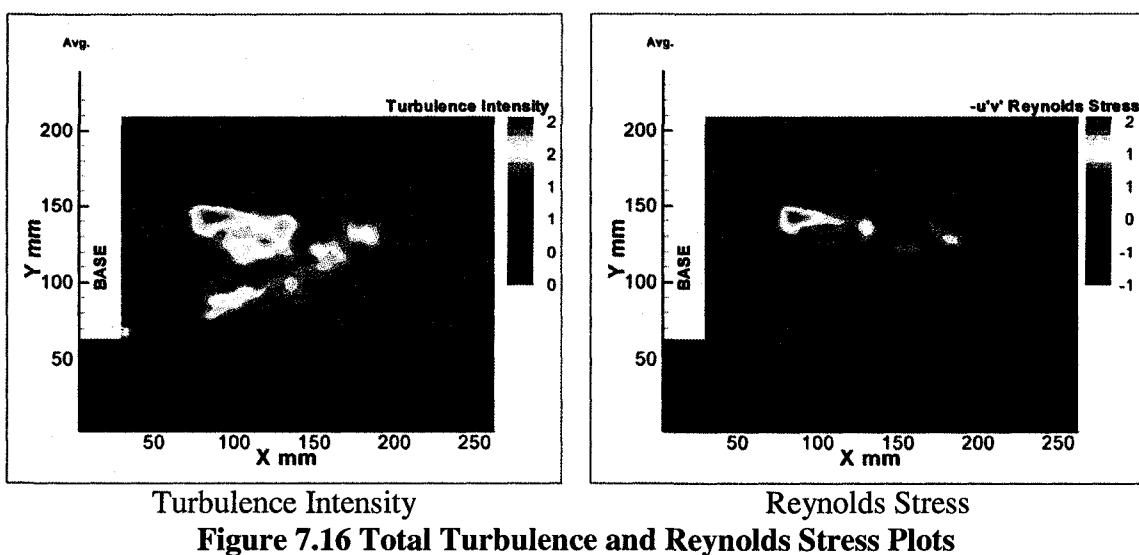 Avg.
Turbulence Intensity
200
150
100
50
Y mm
BASE
2
2
1
1
0
0
50
100
150
200
250
X mm
Avg.
-u'v' Reynolds Stress
200
150
100
50
Y mm
BASE
2
1
1
0
-1
-1
50
100
150
200
250
X mm
Turbulence Intensity
Reynolds Stress
Figure 7.16 Total Turbulence and Reynolds Stress Plots